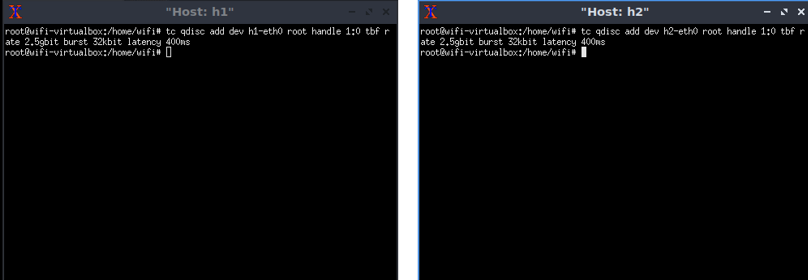 "Host: h1"
root@wifi-virtualbox:/home/wifi# tc qdisc add dev h1-eth0 root handle 1:0 tbf r
ate 2.5gbit burst 32kbit latency 400ms
root@wifi-virtualbox:/home/wifi#
"Host: h2"
root@wifi-virtualbox:/home/wifi# tc qdisc add dev h2-eth0 root handle 1:0 tbf r
ate 2.5gbit burst 32kbit latency 400ms
root@wifi-virtualbox:/home/wifi#